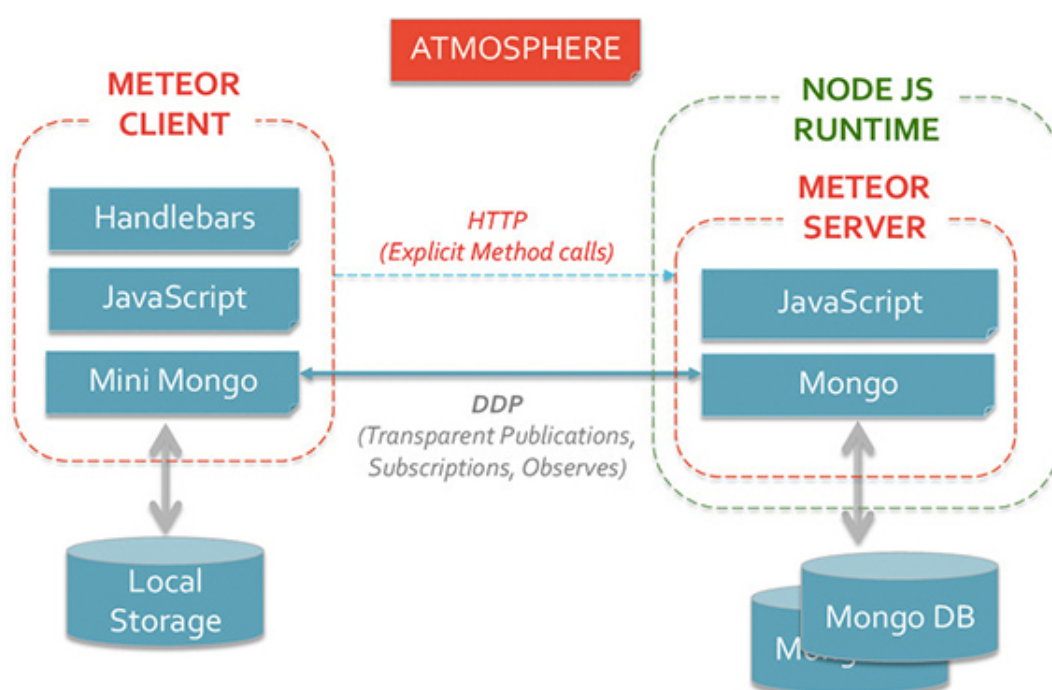 ATMOSPHERE
METEOR
CLIENT
Handlebars
JavaScript
Mini Mongo
Local
Storage
HTTP
(Explicit Method calls)
DDP
(Transparent Publications,
Subscriptions, Observes)
NODE JS
RUNTIME
METEOR
SERVER
JavaScript
Mongo
Mongo DB